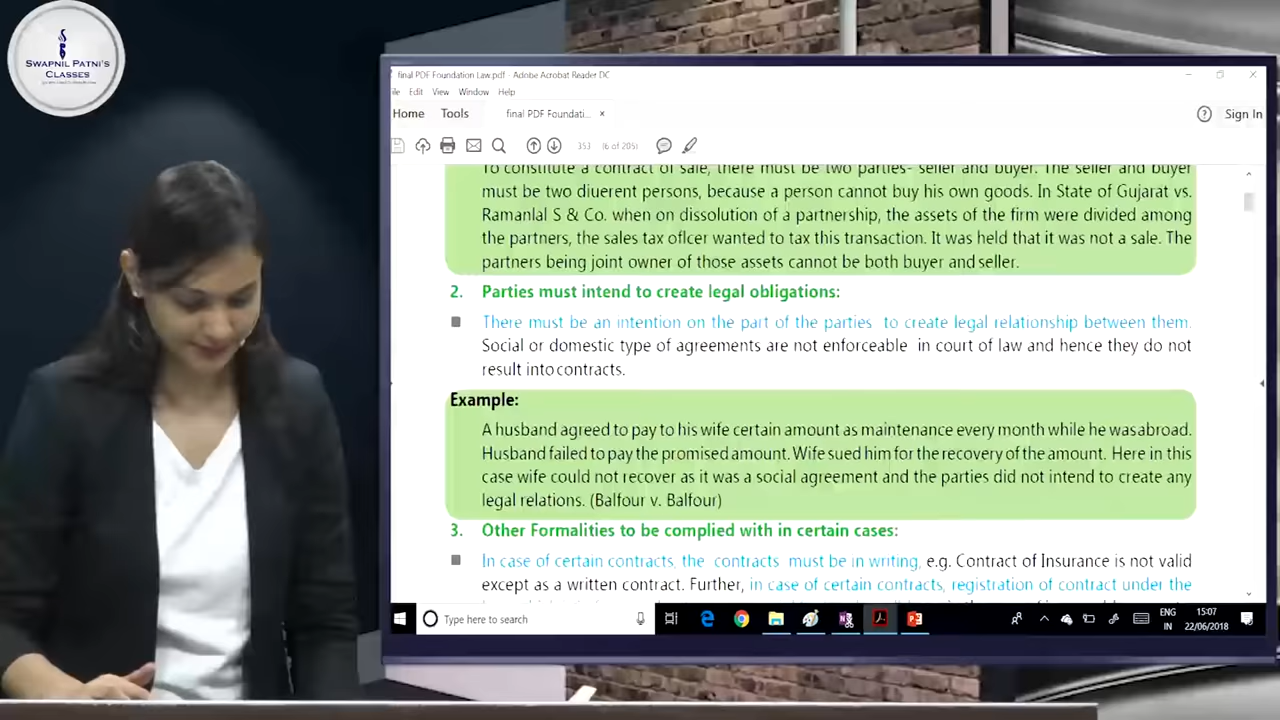 SWAPNIL PATNI'S
CLASSES
final PDF Foundation Law.pdf - Adobe Acrobat Reader DC
ile Edit View Window Help
Home Tools final PDF Foundati... × Sign In
353 (6 of 205)
To constitute a contract of sale, there must be two parties- seller and buyer. The seller and buyer
must be two diuerent persons, because a person cannot buy his own goods. In State of Gujarat vs.
Ramanlal S & Co. when on dissolution of a partnership, the assets of the firm were divided among
the partners, the sales tax oflcer wanted to tax this transaction. It was held that it was not a sale. The
partners being joint owner of those assets cannot be both buyer and seller.
2. Parties must intend to create legal obligations:
There must be an intention on the part of the parties to create legal relationship between them.
Social or domestic type of agreements are not enforceable in court of law and hence they do not
result into contracts.
Example:
A husband agreed to pay to his wife certain amount as maintenance every month while he was abroad.
Husband failed to pay the promised amount. Wife sued him for the recovery of the amount. Here in this
case wife could not recover as it was a social agreement and the parties did not intend to create any
legal relations. (Balfour v. Balfour)
3. Other Formalities to be complied with in certain cases:
In case of certain contracts, the contracts must be in writing, e.g. Contract of Insurance is not valid
except as a written contract. Further, in case of certain contracts, registration of contract under the
Type here to search
ENG
IN
15:07
22/06/2018